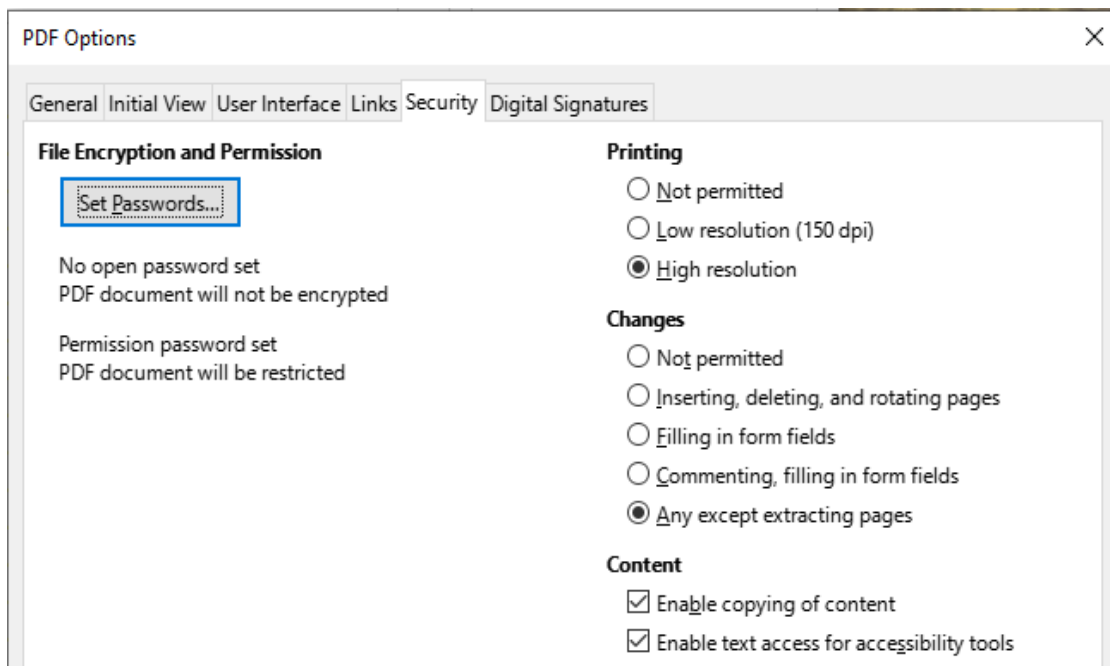 PDF Options
General Initial View User Interface Links Security Digital Signatures
File Encryption and Permission
Set Passwords...
No open password set
PDF document will not be encrypted
Permission password set
PDF document will be restricted
Printing
Not permitted
Low resolution (150 dpi)
High resolution
Changes
Not permitted
Inserting, deleting, and rotating pages
Filling in form fields
Commenting, filling in form fields
Any except extracting pages
Content
Enable copying of content
Enable text access for accessibility tools